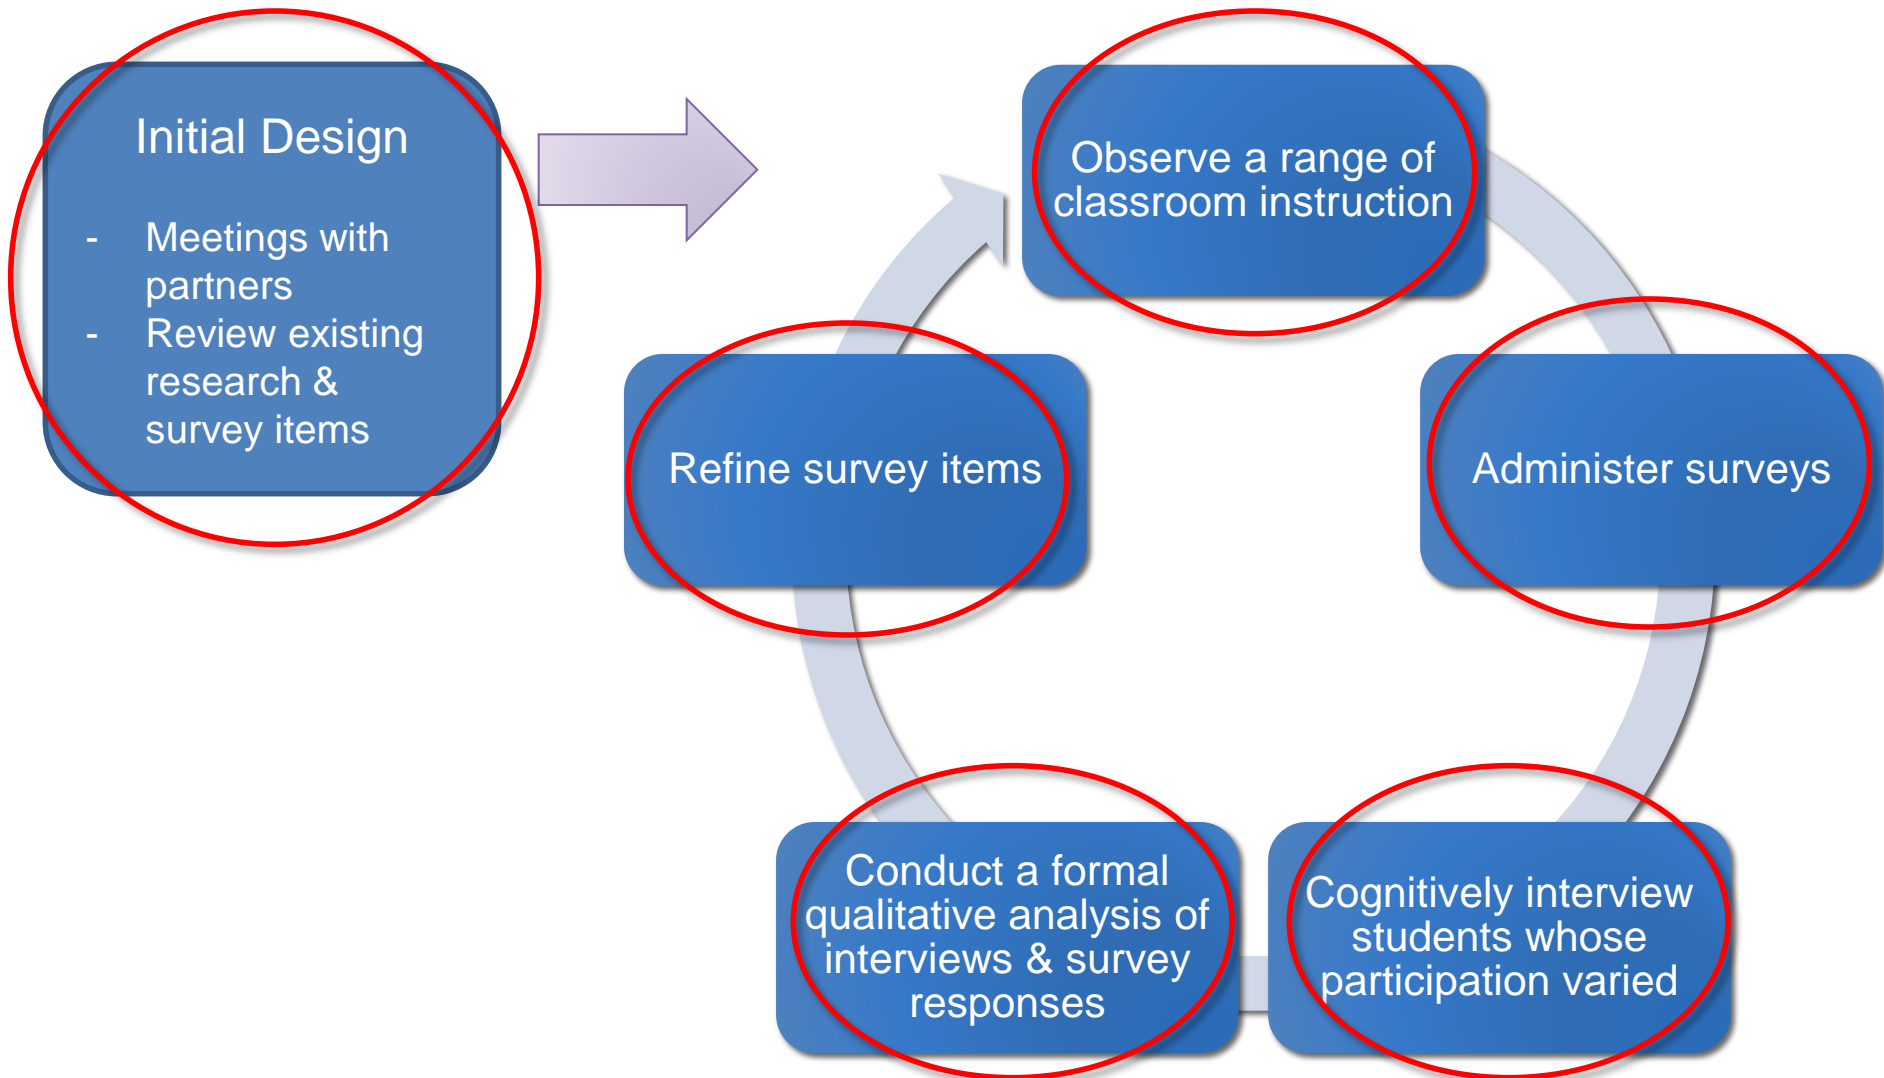 Initial Design
- Meetings with
partners
- Review existing
research &
survey items
Observe a range of
classroom instruction
Administer surveys
Cognitively interview
students whose
participation varied
Conduct a formal
qualitative analysis of
interviews & survey
responses
Refine survey items